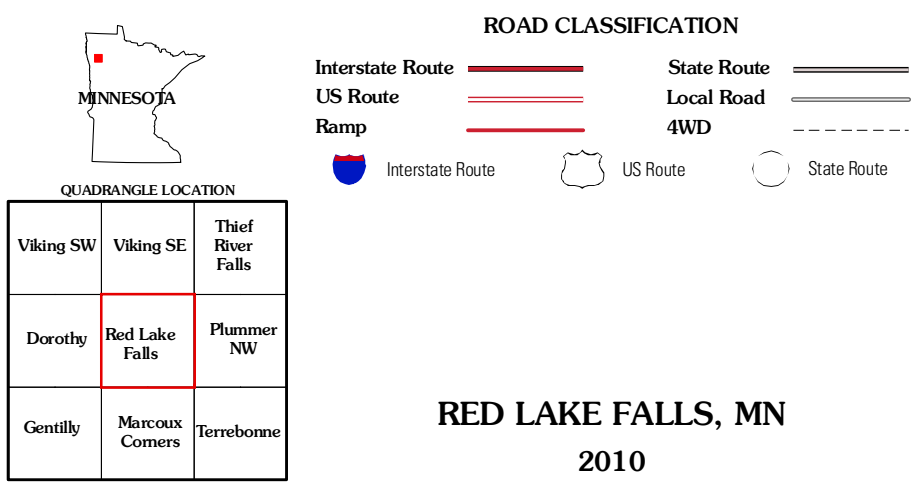 ROAD CLASSIFICATION
Interstate Route
State Route
US Route
Local Road
Ramp
4WD
Interstate Route
US Route
State Route
MINNESOTA
QUADRANGLE LOCATION
Viking SW
Viking SE
Thief
River
Falls
Dorothy
Red Lake
Falls
Plummer
NW
Gentilly
Marcoux
Corners
Terrebonne
RED LAKE FALLS, MN
2010